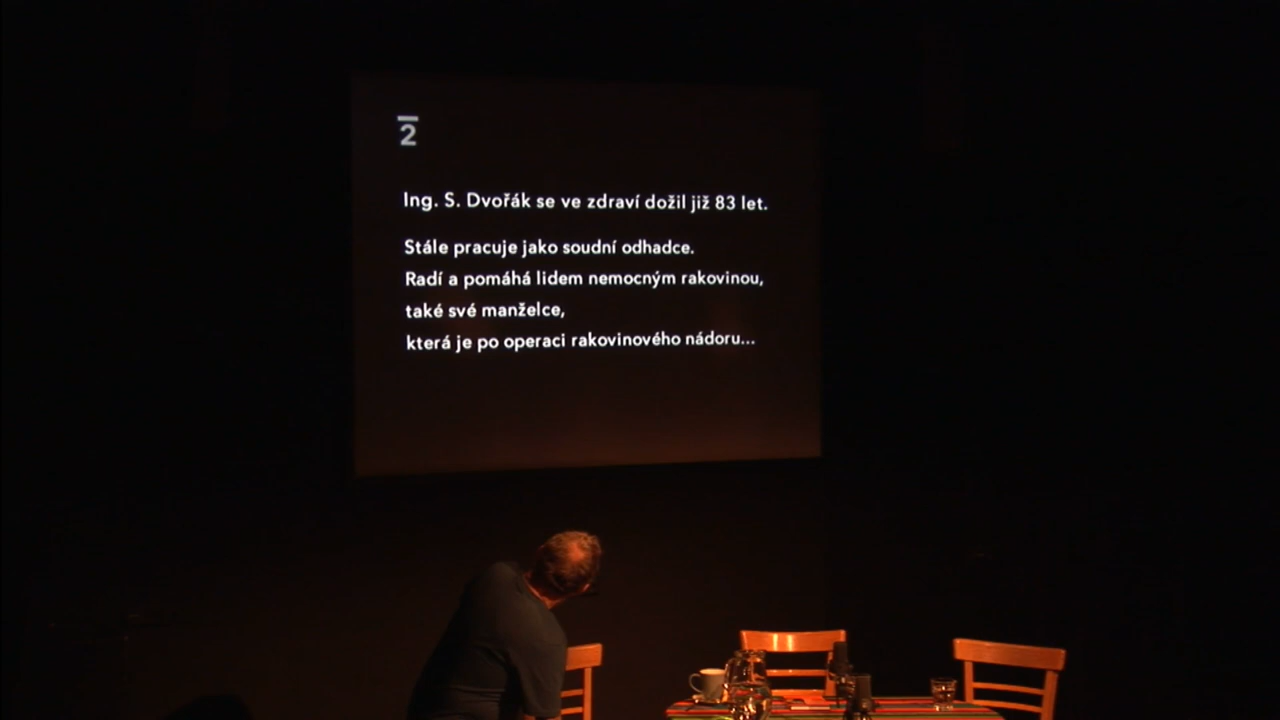 2
Ing. S. Dvořák se ve zdraví dožil již 83 let.
Stále pracuje jako soudní odhadce.
Radí a pomáhá lidem nemocným rakovinou,
také své manželce,
která je po operaci rakovinového nádoru...